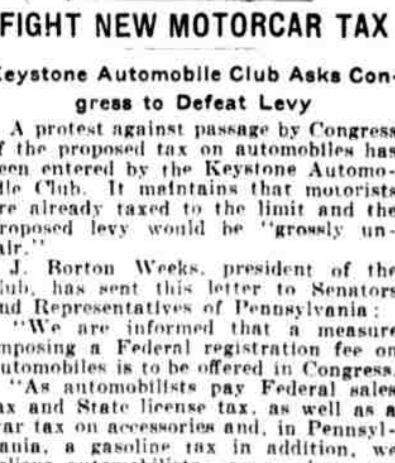 FIGHT NEW MOTORCAR TAX
Keystone Automobile Club Asks Con-
gress to Defeat Levy
A protest against passage by Congress
of the proposed tax on automobiles has
been entered by the Keystone Automo-
bile Club. It maintains that motorists
are already taxed to the limit and the
proposed levy would be "grossly un-
fair."
J. Borton Weeks, president of the
club, has sent this letter to Senators
and Representatives of Pennsylvania:
"We are informed that a measure
imposing a Federal registration fee on
automobiles is to be offered in Congress.
"As automobilists pay Federal sales
tax and State license tax, as well as a
war tax on accessories and, in Pennsyl-
vania, a gasoline tax in addition, we